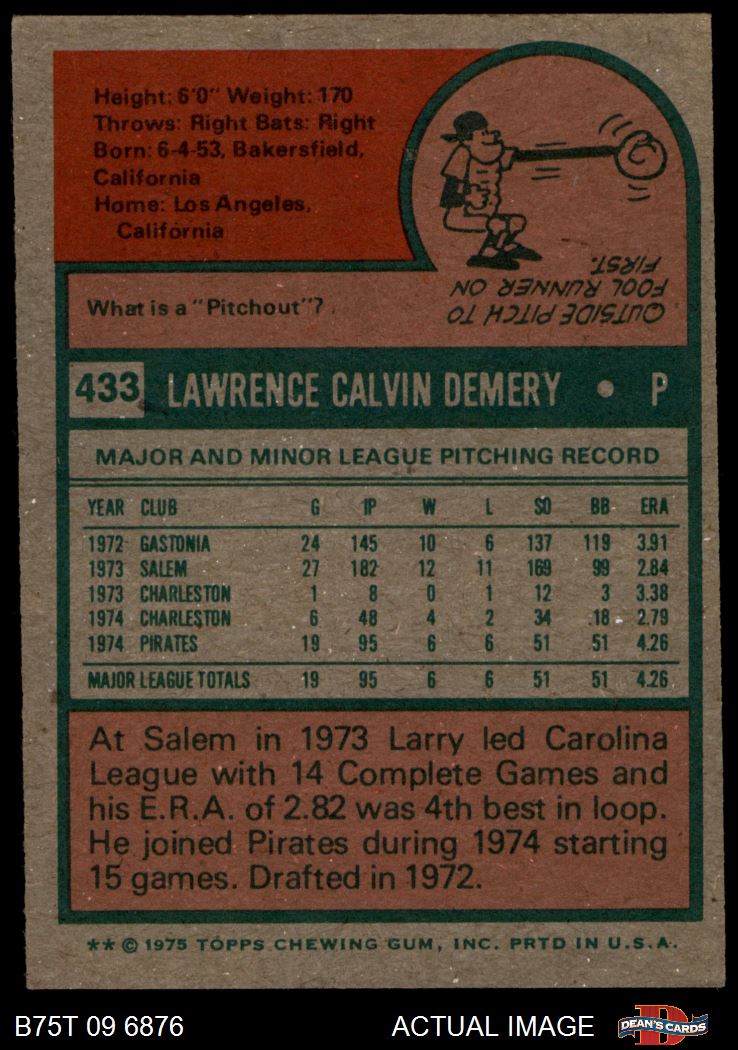 Height: 6'0" Weight: 170
Throws: Right Bats: Right
Born: 6-4-53, Bakersfield,
California
Home: Los Angeles,
California
What is a "Pitchout"?
OUTSIDE PITCH TO
FOOL RUNNER ON
FIRST.
433 LAWRENCE CALVIN DEMERY • P
MAJOR AND MINOR LEAGUE PITCHING RECORD
YEAR CLUB G IP W L SO BB ERA
1972 GASTONIA 24 145 10 6 137 119 3.91
1973 SALEM 27 182 12 11 169 99 2.84
1973 CHARLESTON 1 8 0 1 12 3 3.38
1974 CHARLESTON 6 48 4 2 34 18 2.79
1974 PIRATES 19 95 6 6 51 51 4.26
MAJOR LEAGUE TOTALS 19 95 6 6 51 51 4.26
At Salem in 1973 Larry led Carolina
League with 14 Complete Games and
his E.R.A. of 2.82 was 4th best in loop.
He joined Pirates during 1974 starting
15 games. Drafted in 1972.
** © 1975 TOPPS CHEWING GUM, INC. PRTD IN U.S.A.
B75T 09 6876 ACTUAL IMAGE DEAN'S CARDS